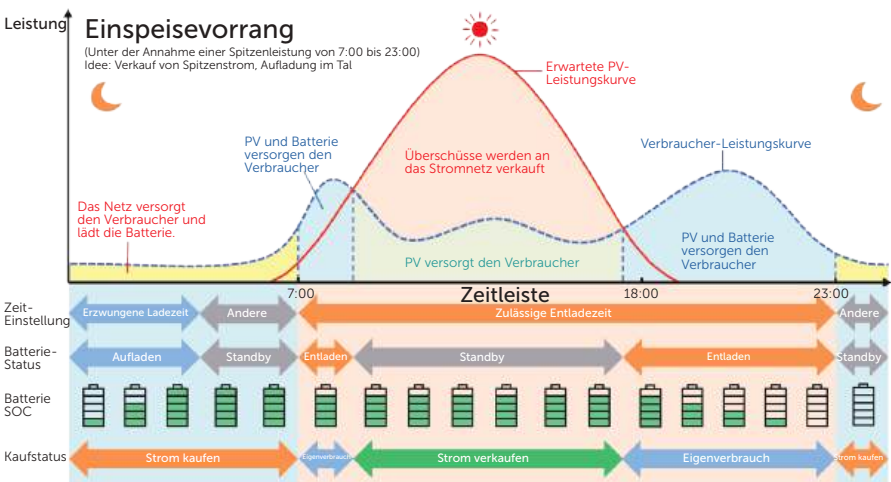 Leistung
Einspeisevorrang
(Unter der Annahme einer Spitzenleistung von 7:00 bis 23:00)
Idee: Verkauf von Spitzenstrom, Aufladung im Tal
Erwartete PV-
Leistungskurve
PV und Batterie
versorgen den
Verbraucher
Überschüsse werden an
das Stromnetz verkauft
Verbraucher-Leistungskurve
Das Netz versorgt
den Verbraucher und
lädt die Batterie.
PV versorgt den Verbraucher
PV und Batterie
versorgen den
Verbraucher
7:00
Zeitleiste
18:00
23:00
Zeit-
Einstellung
Erzwungene Ladezeit
Andere
Zulässige Entladezeit
Andere
Batterie-
Status
Aufladen
Standby
Entladen
Standby
Entladen
Standby
Batterie
SOC
Kaufstatus
Strom kaufen
Eigenverbrauch
Strom verkaufen
Eigenverbrauch
Strom kaufen